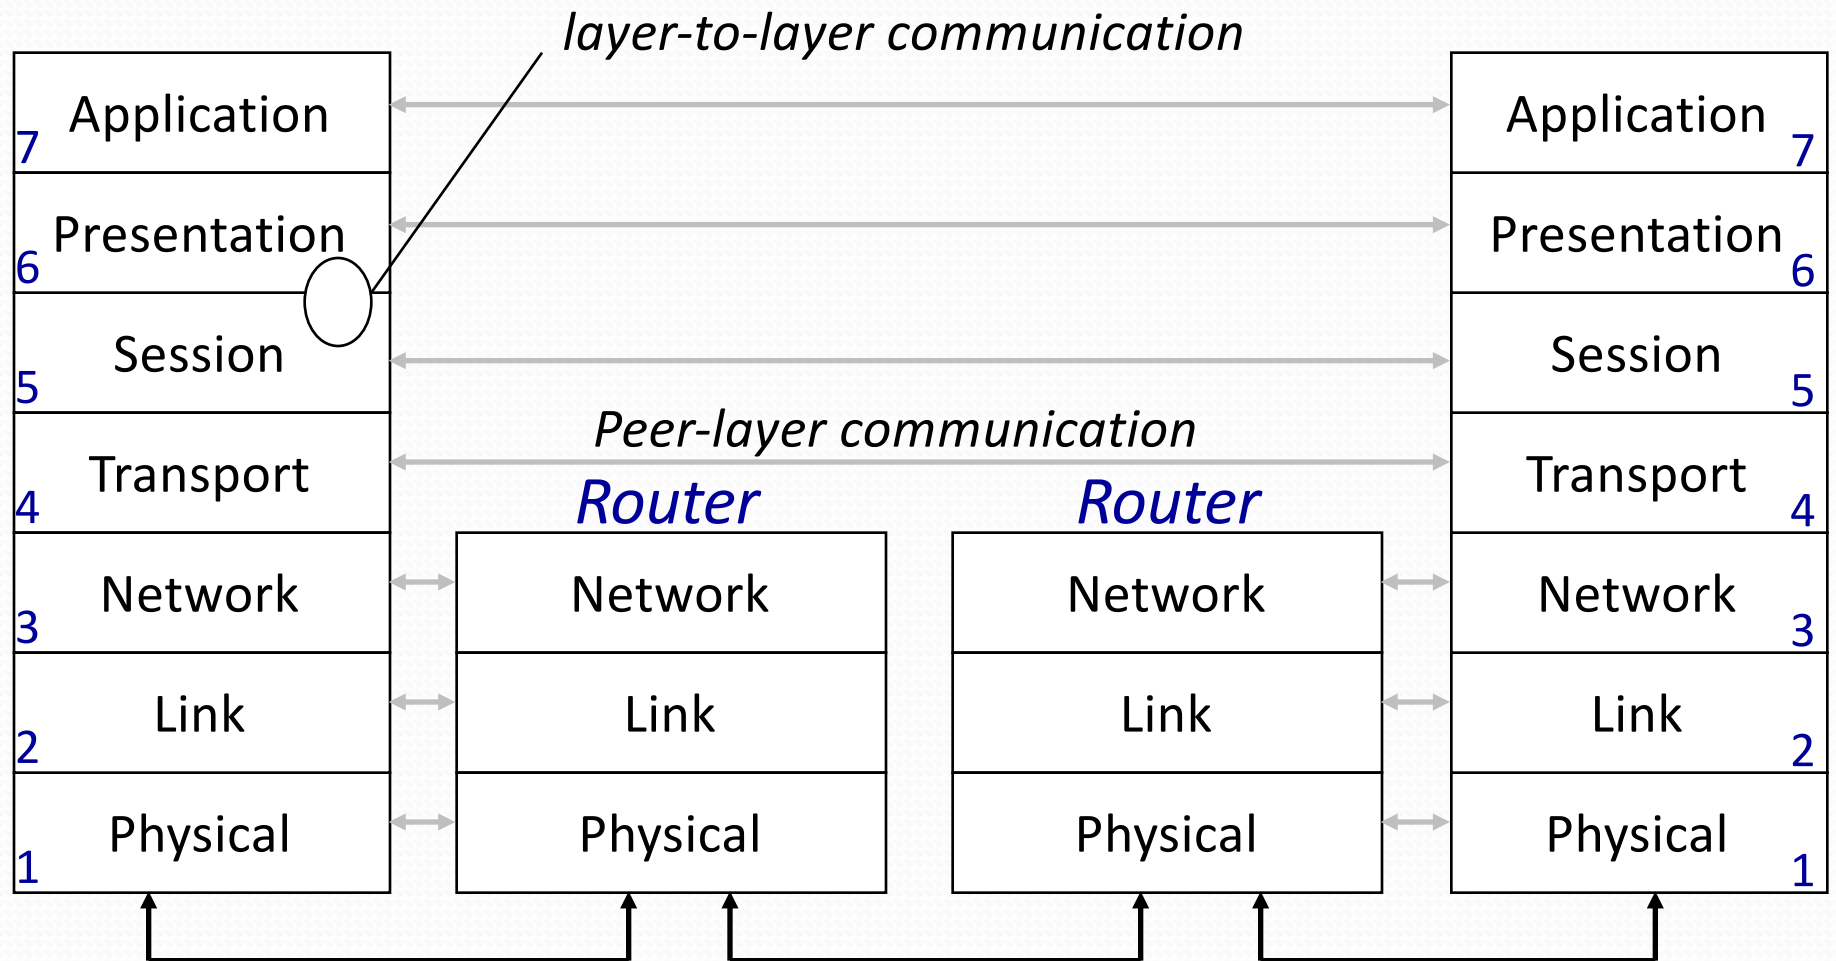 layer-to-layer communication
Application
7
Application
7
Presentation
6
Presentation
6
Session
5
Session
5
Peer-layer communication
Transport
4
Transport
4
Router
Router
Network
3
Network
Network
Network
3
Link
2
Link
Link
Link
2
Physical
1
Physical
Physical
Physical
1